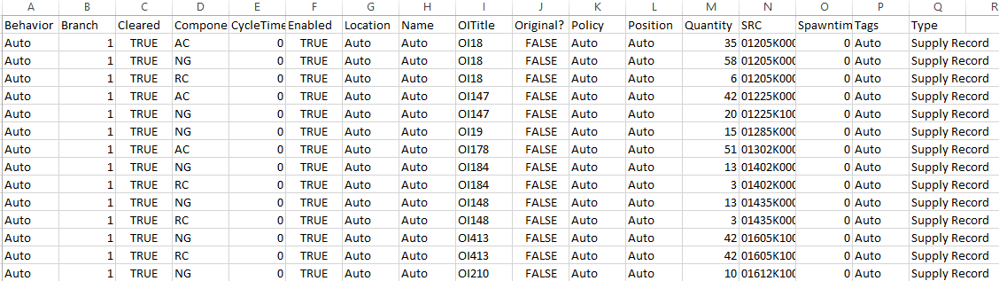 A B C D E F G H I J K L M N O P Q R
Behavior Branch Cleared Compone CycleTime Enabled Location Name OITitle Original? Policy Position Quantity SRC Spawntim Tags Type
Auto 1 TRUE AC 0 TRUE Auto Auto OI18 FALSE Auto Auto 35 01205K000 0 Auto Supply Record
Auto 1 TRUE NG 0 TRUE Auto Auto OI18 FALSE Auto Auto 58 01205K000 0 Auto Supply Record
Auto 1 TRUE RC 0 TRUE Auto Auto OI18 FALSE Auto Auto 6 01205K000 0 Auto Supply Record
Auto 1 TRUE AC 0 TRUE Auto Auto OI147 FALSE Auto Auto 42 01225K000 0 Auto Supply Record
Auto 1 TRUE NG 0 TRUE Auto Auto OI147 FALSE Auto Auto 20 01225K100 0 Auto Supply Record
Auto 1 TRUE NG 0 TRUE Auto Auto OI19 FALSE Auto Auto 15 01285K000 0 Auto Supply Record
Auto 1 TRUE AC 0 TRUE Auto Auto OI178 FALSE Auto Auto 51 01302K000 0 Auto Supply Record
Auto 1 TRUE NG 0 TRUE Auto Auto OI184 FALSE Auto Auto 13 01402K000 0 Auto Supply Record
Auto 1 TRUE RC 0 TRUE Auto Auto OI184 FALSE Auto Auto 3 01402K000 0 Auto Supply Record
Auto 1 TRUE NG 0 TRUE Auto Auto OI148 FALSE Auto Auto 13 01435K000 0 Auto Supply Record
Auto 1 TRUE RC 0 TRUE Auto Auto OI148 FALSE Auto Auto 3 01435K000 0 Auto Supply Record
Auto 1 TRUE NG 0 TRUE Auto Auto OI413 FALSE Auto Auto 42 01605K100 0 Auto Supply Record
Auto 1 TRUE RC 0 TRUE Auto Auto OI413 FALSE Auto Auto 42 01605K100 0 Auto Supply Record
Auto 1 TRUE NG 0 TRUE Auto Auto OI210 FALSE Auto Auto 10 01612K100 0 Auto Supply Record